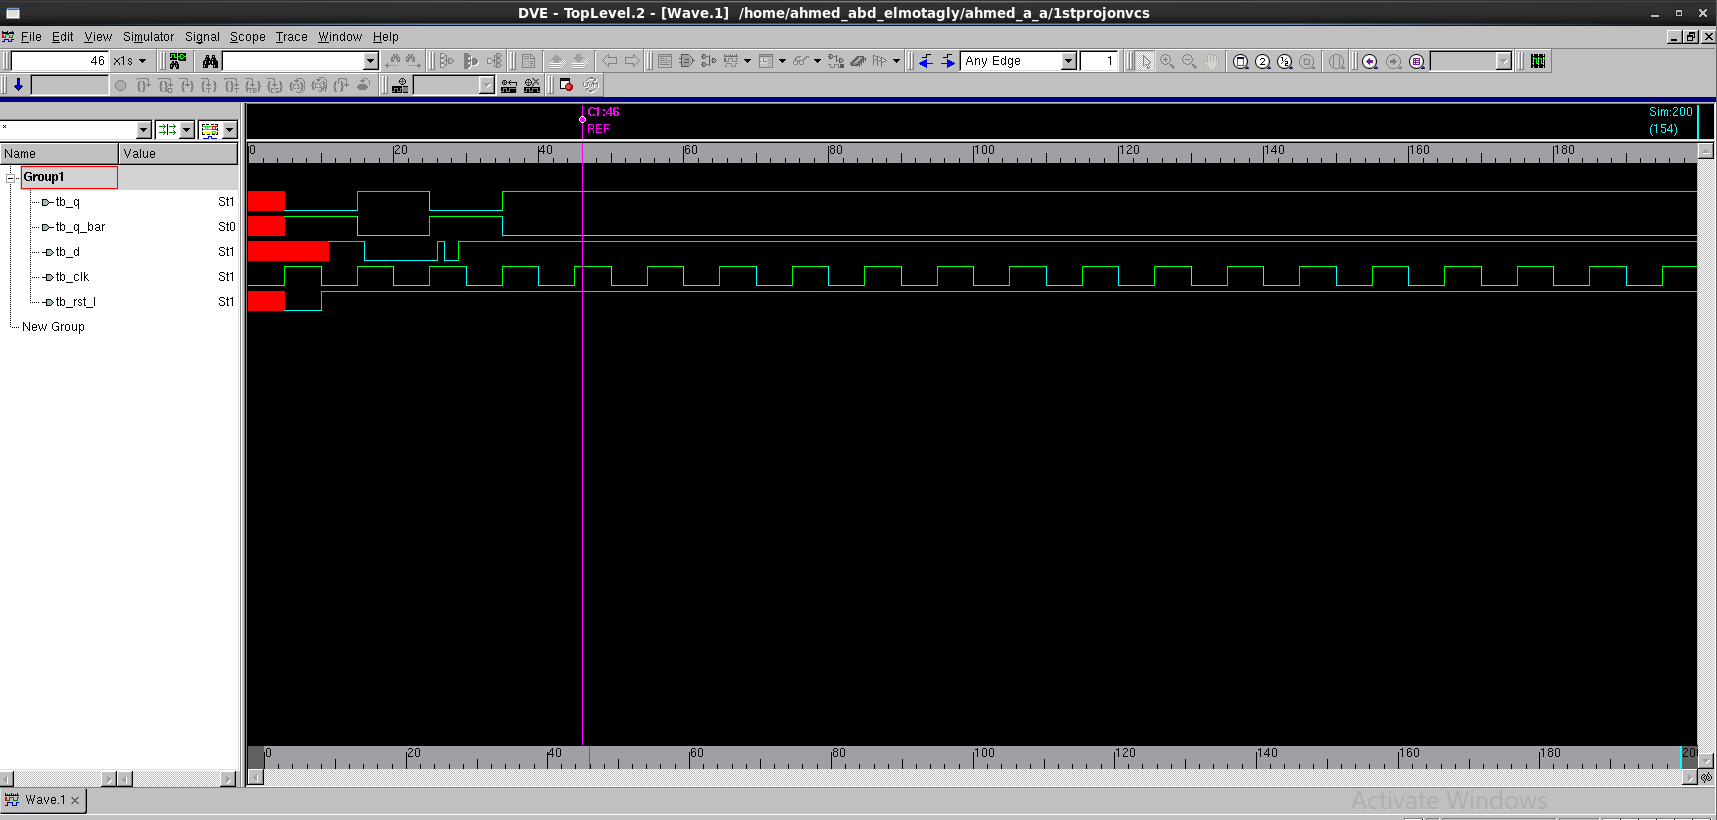 DVE - TopLevel.2 - [Wave.1] /home/ahmed_abd_elmotagly/ahmed_a_a/1stprojonvcs
File Edit View Simulator Signal Scope Trace Window Help
46 x1s Any Edge 1
C1:46
REF
Sim:200
(154)
*
Name Value
0 20 40 60 80 100 120 140 160 180
Group1
tb_q St1
tb_q_bar St0
tb_d St1
tb_clk St1
tb_rst_l St1
New Group
0 20 40 60 80 100 120 140 160 180 20
Wave.1
Activate Windows